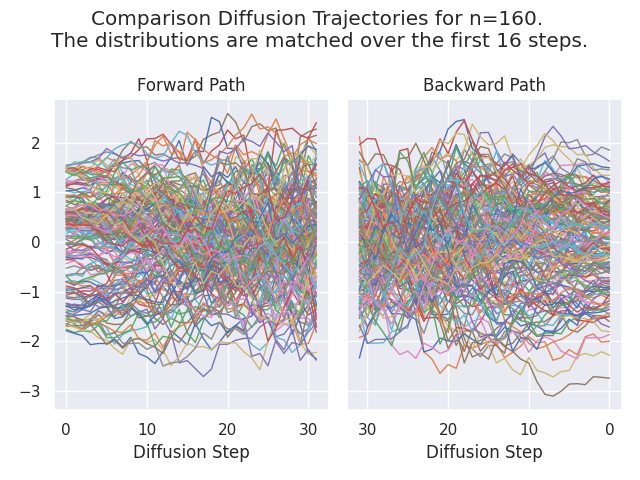 Comparison Diffusion Trajectories for n=160.
The distributions are matched over the first 16 steps.
Forward Path
Backward Path
2
1
0
−1
−2
−3
0 10 20 30
30 20 10 0
Diffusion Step
Diffusion Step